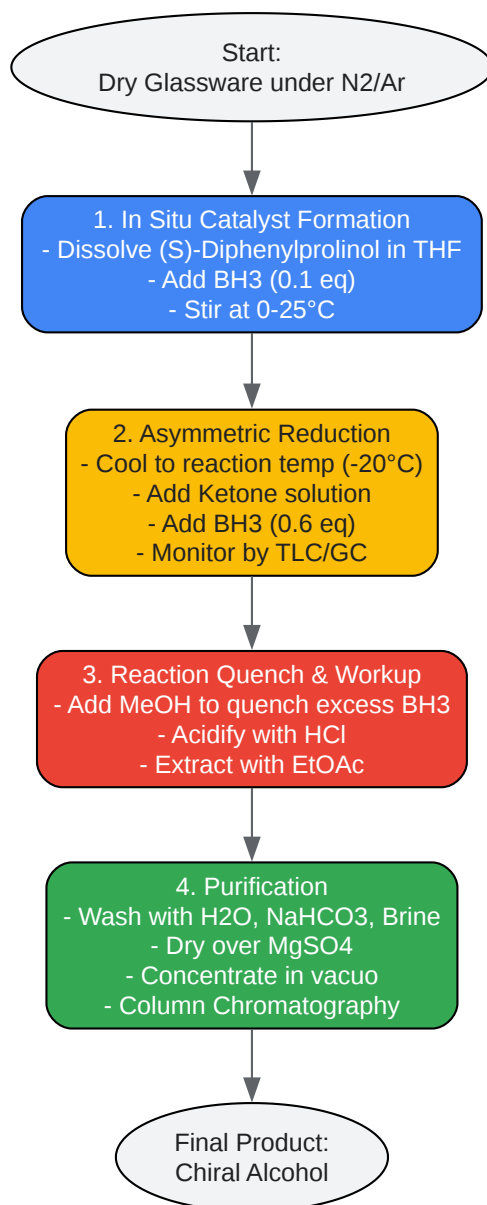 Start:
Dry Glassware under N2/Ar
1. In Situ Catalyst Formation
- Dissolve (S)-Diphenylprolinol in THF
- Add BH3 (0.1 eq)
- Stir at 0-25°C
2. Asymmetric Reduction
- Cool to reaction temp (-20°C)
- Add Ketone solution
- Add BH3 (0.6 eq)
- Monitor by TLC/GC
3. Reaction Quench & Workup
- Add MeOH to quench excess BH3
- Acidify with HCl
- Extract with EtOAc
4. Purification
- Wash with H2O, NaHCO3, Brine
- Dry over MgSO4
- Concentrate in vacuo
- Column Chromatography
Final Product:
Chiral Alcohol